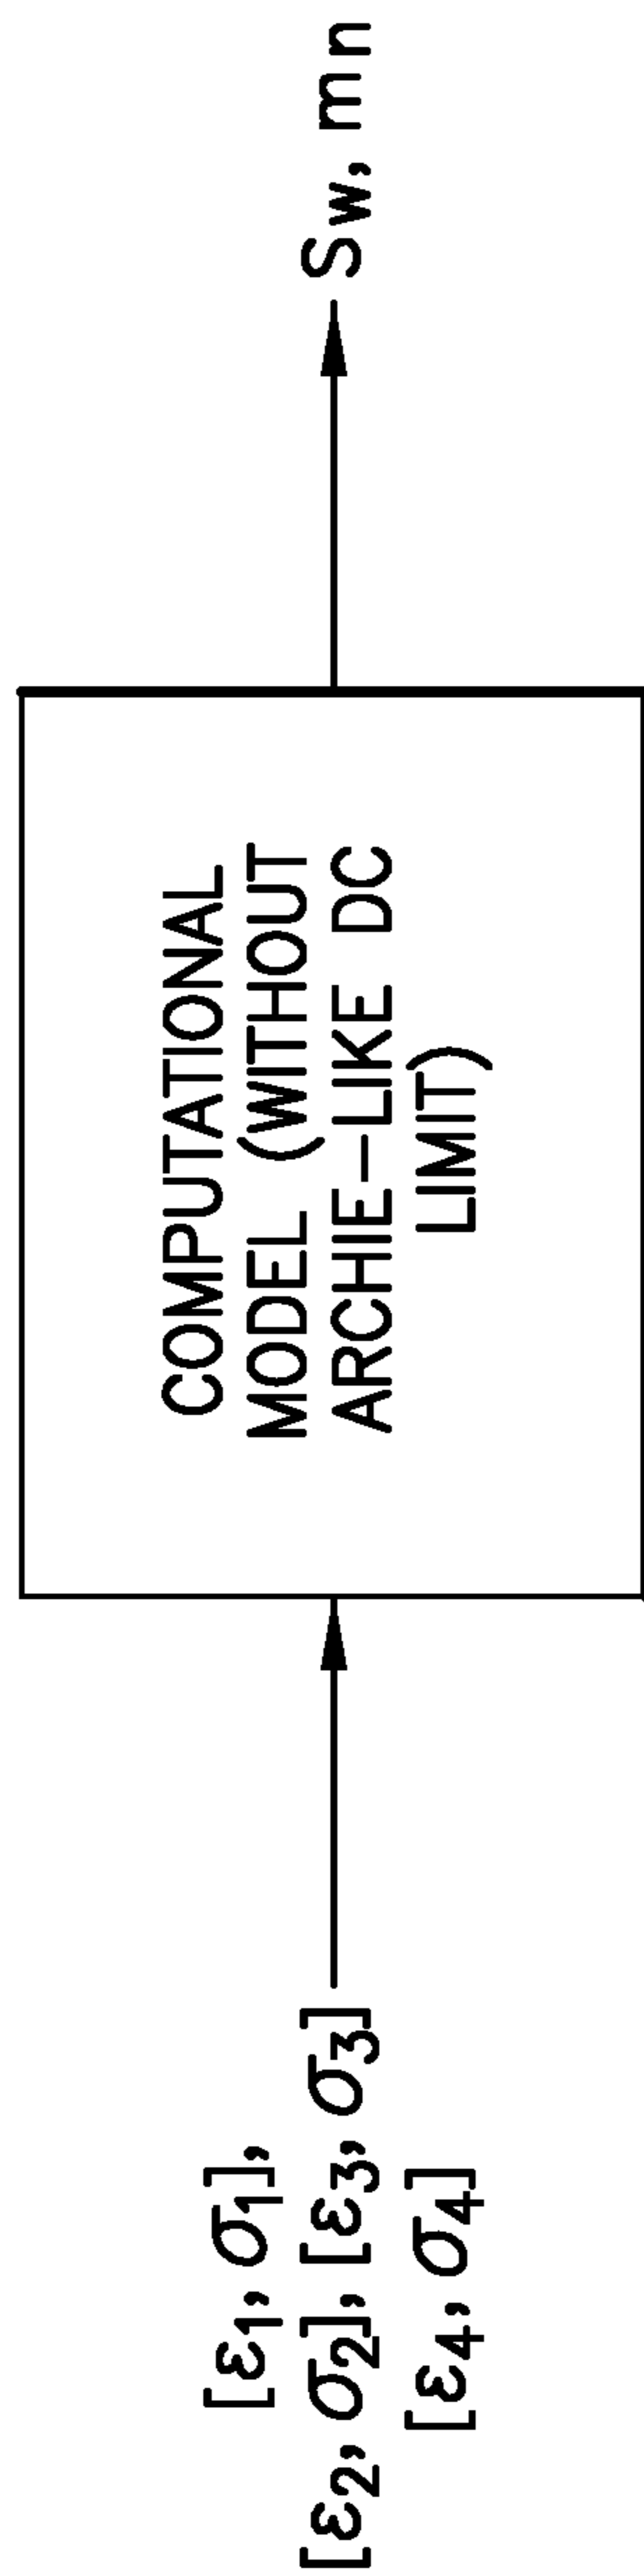 [ε₁, σ₁],
[ε₂, σ₂], [ε₃, σ₃]
[ε₄, σ₄]
COMPUTATIONAL
MODEL (WITHOUT
ARCHIE–LIKE DC
LIMIT)
Sw, mn